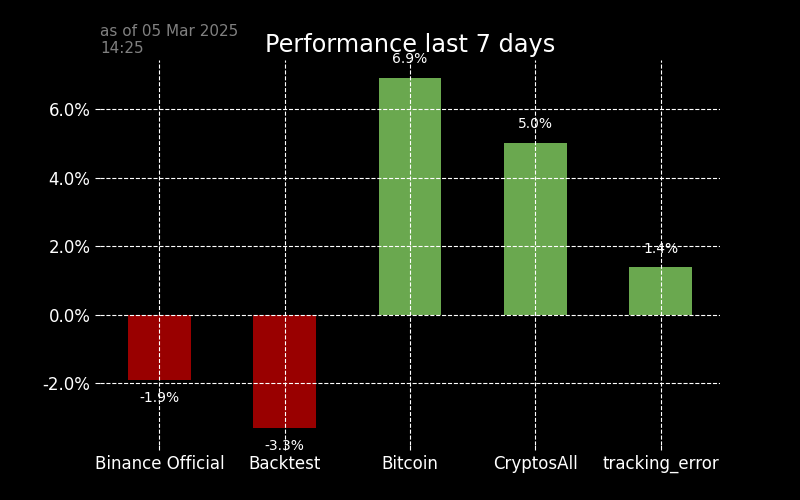 as of 05 Mar 2025
14:25
Performance last 7 days
6.9%
6.0%
5.0%
4.0%
2.0%
1.4%
0.0%
-2.0%
-1.9%
-3.3%
Binance Official
Backtest
Bitcoin
CryptosAll
tracking_error